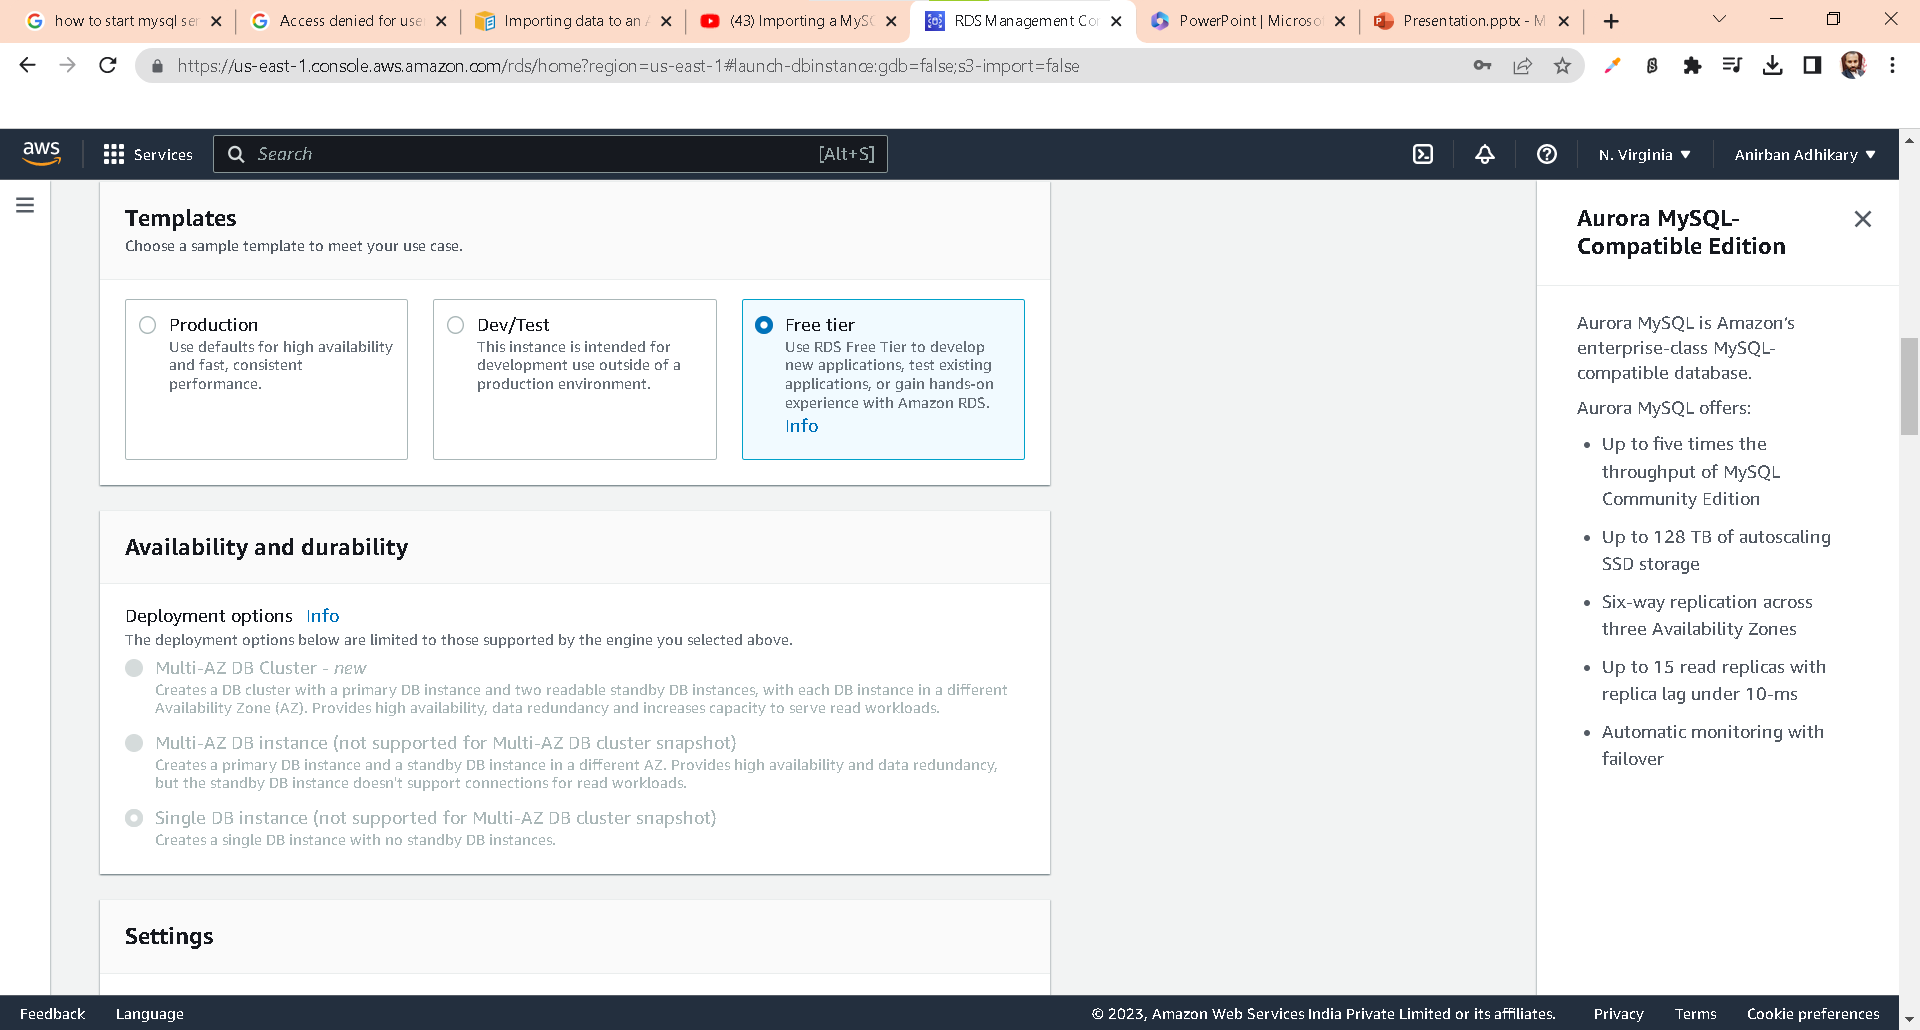 how to start mysql ser
Access denied for use
Importing data to an
(43) Importing a MyS
RDS Management Co
PowerPoint | Microso
Presentation.pptx - M
https://us-east-1.console.aws.amazon.com/rds/home?region=us-east-1#launch-dbinstance:gdb=false;s3-import=false
aws
Services
Search
[Alt+S]
N. Virginia
Anirban Adhikary
Templates
Choose a sample template to meet your use case.
Production
Use defaults for high availability
and fast, consistent
performance.
Dev/Test
This instance is intended for
development use outside of a
production environment.
Free tier
Use RDS Free Tier to develop
new applications, test existing
applications, or gain hands-on
experience with Amazon RDS.
Info
Availability and durability
Deployment options Info
The deployment options below are limited to those supported by the engine you selected above.
Multi-AZ DB Cluster - new
Creates a DB cluster with a primary DB instance and two readable standby DB instances, with each DB instance in a different
Availability Zone (AZ). Provides high availability, data redundancy and increases capacity to serve read workloads.
Multi-AZ DB instance (not supported for Multi-AZ DB cluster snapshot)
Creates a primary DB instance and a standby DB instance in a different AZ. Provides high availability and data redundancy,
but the standby DB instance doesn't support connections for read workloads.
Single DB instance (not supported for Multi-AZ DB cluster snapshot)
Creates a single DB instance with no standby DB instances.
Settings
Aurora MySQL-
Compatible Edition
Aurora MySQL is Amazon's
enterprise-class MySQL-
compatible database.
Aurora MySQL offers:
• Up to five times the
throughput of MySQL
Community Edition
• Up to 128 TB of autoscaling
SSD storage
• Six-way replication across
three Availability Zones
• Up to 15 read replicas with
replica lag under 10-ms
• Automatic monitoring with
failover
Feedback
Language
© 2023, Amazon Web Services India Private Limited or its affiliates.
Privacy
Terms
Cookie preferences